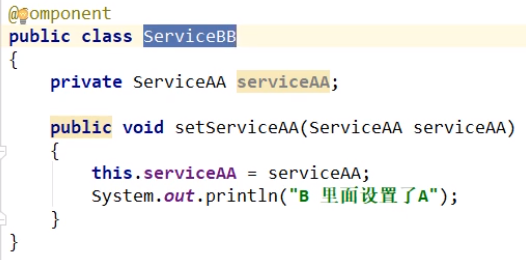 @Component
public class ServiceBB
{
private ServiceAA serviceAA;
public void setServiceAA(ServiceAA serviceAA)
{
this.serviceAA = serviceAA;
System.out.println("B 里面设置了A");
}
}